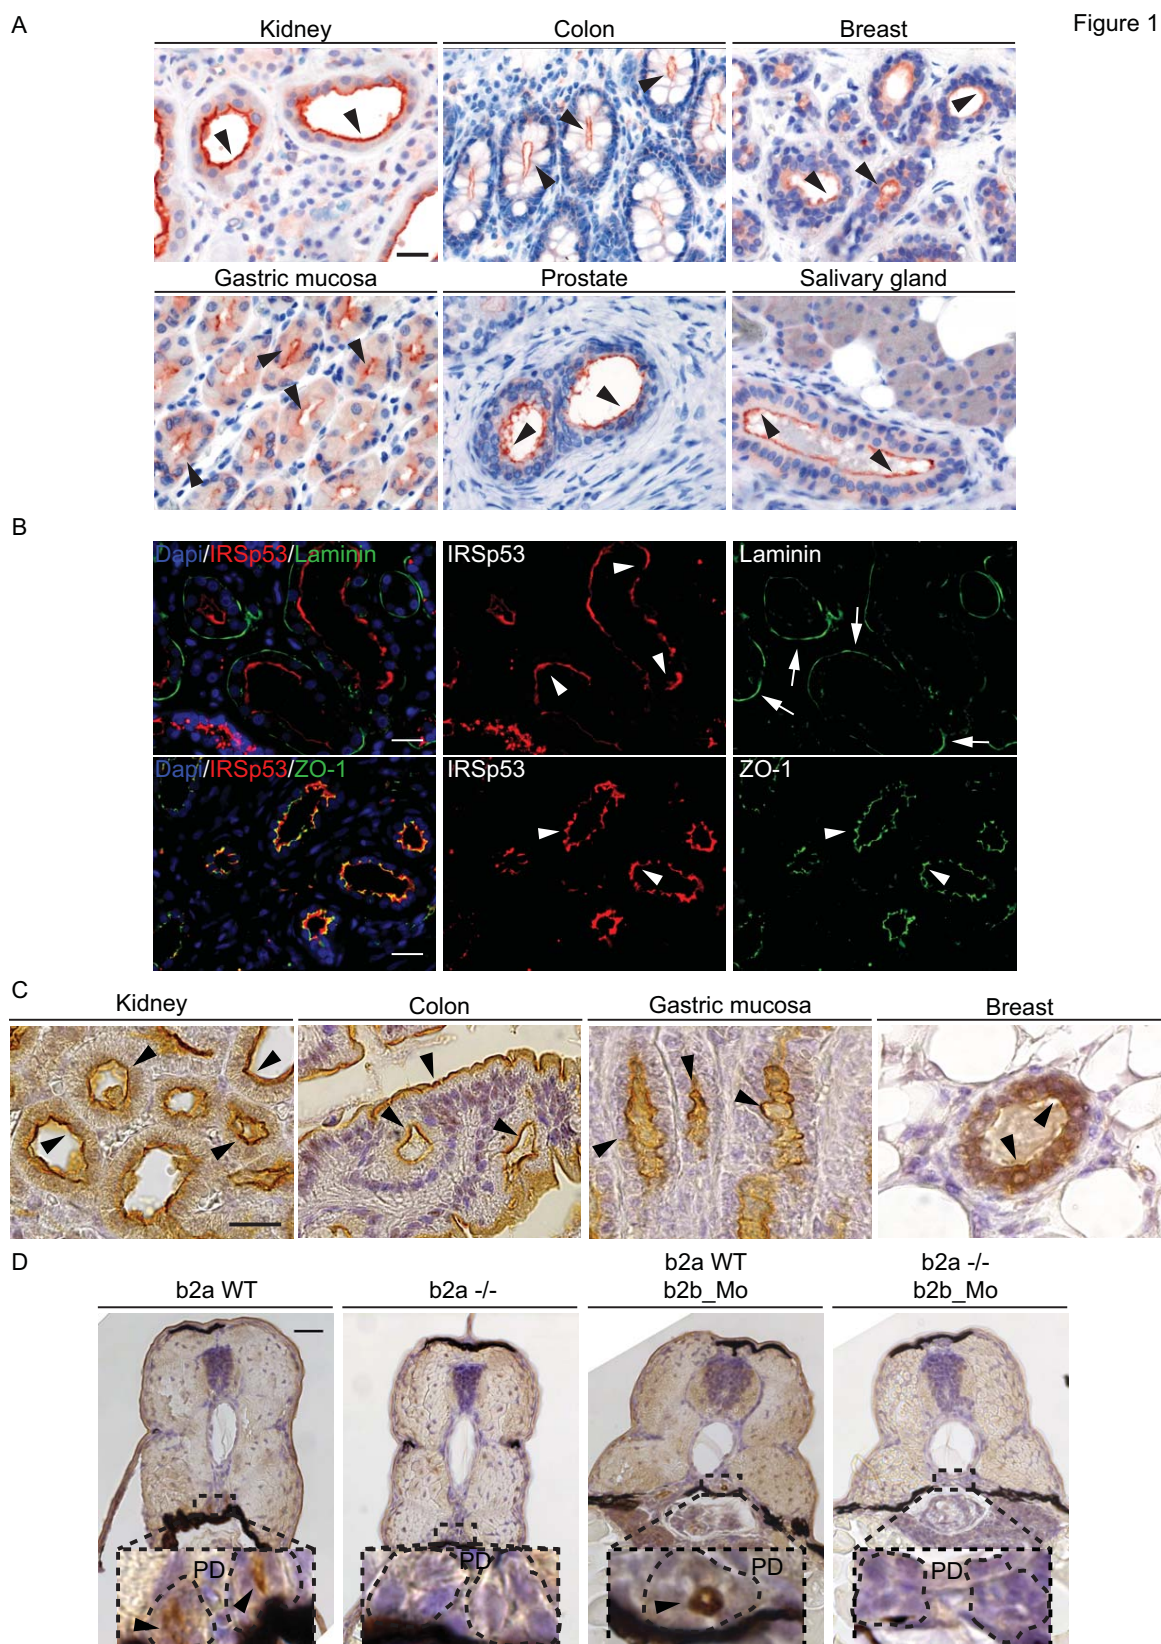 Figure 1
A
Kidney Colon Breast
Gastric mucosa Prostate Salivary gland
B
Dapi/IRSp53/Laminin IRSp53 Laminin
Dapi/IRSp53/ZO-1 IRSp53 ZO-1
C
Kidney Colon Gastric mucosa Breast
D
b2a WT b2a -/- b2a WT b2b_Mo b2a -/- b2b_Mo
PD PD PD PD